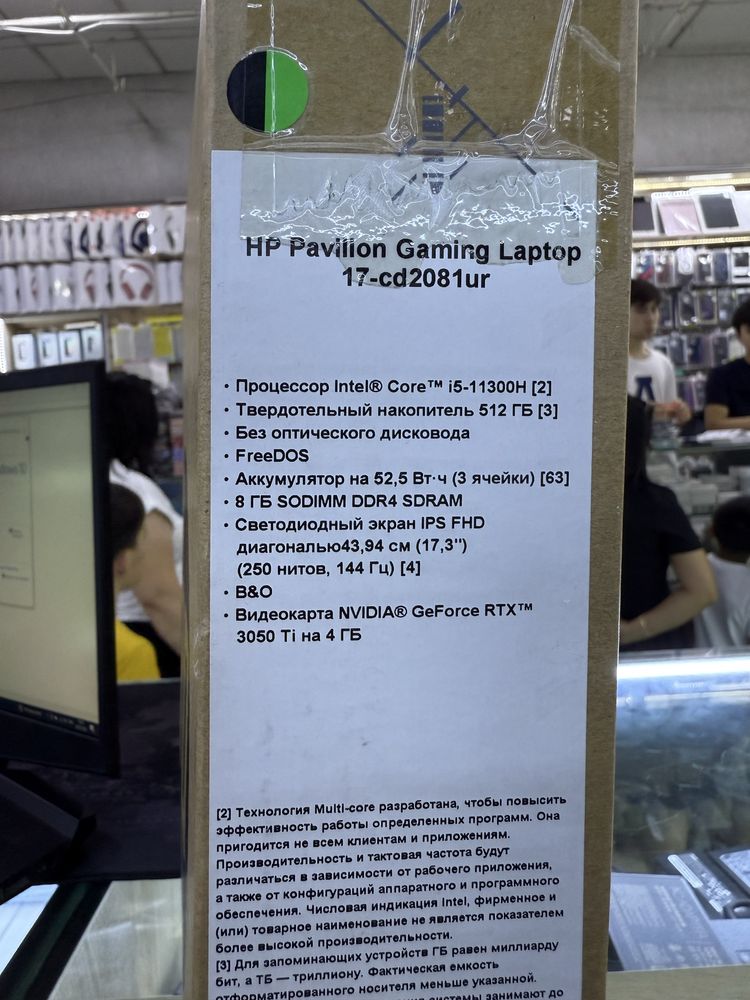 HP Pavilion Gaming Laptop
17-cd2081ur
• Процессор Intel® Core™ i5-11300H [2]
• Твердотельный накопитель 512 ГБ [3]
• Без оптического дисковода
• FreeDOS
• Аккумулятор на 52,5 Вт·ч (3 ячейки) [63]
• 8 ГБ SODIMM DDR4 SDRAM
• Светодиодный экран IPS FHD
диагональю43,94 см (17,3")
(250 нитов, 144 Гц) [4]
• B&O
• Видеокарта NVIDIA® GeForce RTX™
3050 Ti на 4 ГБ
[2] Технология Multi-core разработана, чтобы повысить
эффективность работы определенных программ. Она
пригодится не всем клиентам и приложениям.
Производительность и тактовая частота будут
различаться в зависимости от рабочего приложения,
а также от конфигураций аппаратного и программного
обеспечения. Числовая индикация Intel, фирменное и
(или) товарное наименование не является показателем
более высокой производительности.
[3] Для запоминающих устройств ГБ равен миллиарду
бит, а ТБ — триллиону. Фактическая емкость
отформатированного носителя меньше указанной.
системы занимают до